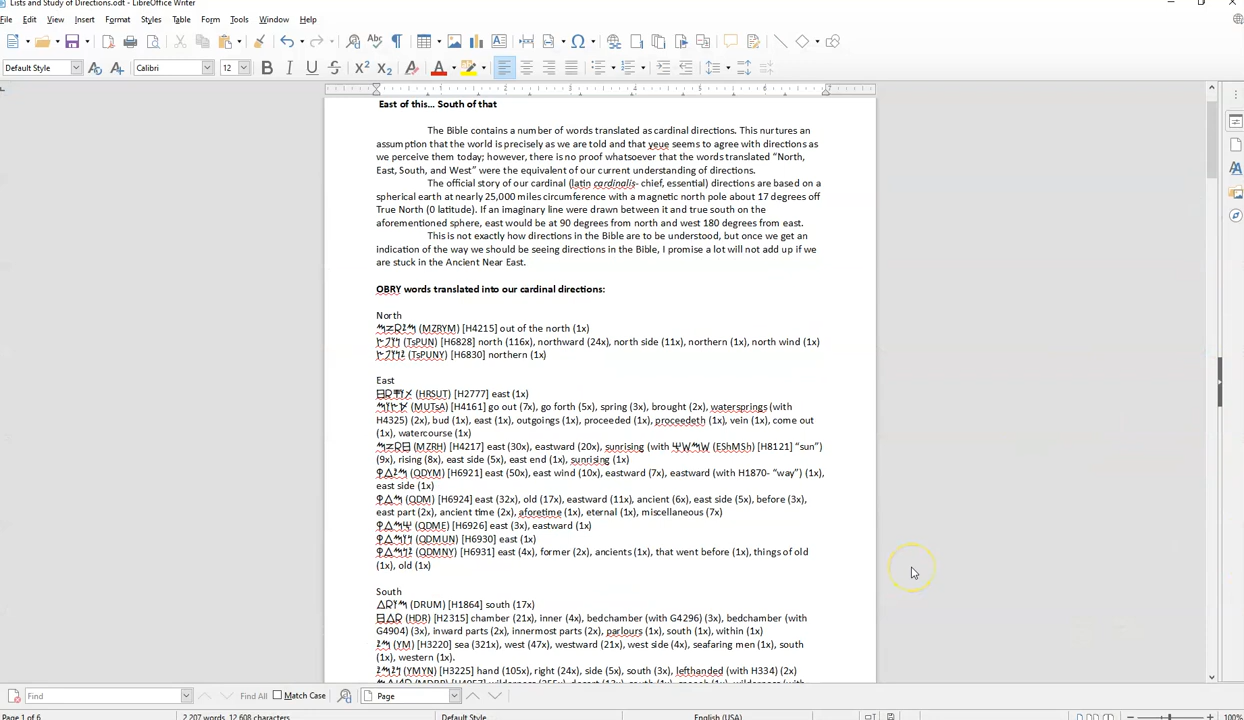 Lists and Study of Directions.odt - LibreOffice Writer
File Edit View Insert Format Styles Table Form Tools Window Help
Default Style Calibri 12
East of this... South of that
The Bible contains a number of words translated as cardinal directions. This nurtures an
assumption that the world is precisely as we are told and that yeue seems to agree with directions as
we perceive them today; however, there is no proof whatsoever that the words translated “North,
East, South, and West” were the equivalent of our current understanding of directions.
The official story of our cardinal (latin cardinalis- chief, essential) directions are based on a
spherical earth at nearly 25,000 miles circumference with a magnetic north pole about 17 degrees off
True North (0 latitude). If an imaginary line were drawn between it and true south on the
aforementioned sphere, east would be at 90 degrees from north and west 180 degrees from east.
This is not exactly how directions in the Bible are to be understood, but once we get an
indication of the way we should be seeing directions in the Bible, I promise a lot will not add up if we
are stuck in the Ancient Near East.
OBRY words translated into our cardinal directions:
North
(MZRYM) [H4215] out of the north (1x)
(TsPUN) [H6828] north (116x), northward (24x), north side (11x), northern (1x), north wind (1x)
(TsPUNY) [H6830] northern (1x)
East
(HRSUT) [H2777] east (1x)
(MUTsA) [H4161] go out (7x), go forth (5x), spring (3x), brought (2x), watersprings (with
H4325) (2x), bud (1x), east (1x), outgoings (1x), proceeded (1x), proceedeth (1x), vein (1x), come out
(1x), watercourse (1x)
(MZRH) [H4217] east (30x), eastward (20x), sunrising (with (EShMSh) [H8121] “sun”)
(9x), rising (8x), east side (5x), east end (1x), sunrising (1x)
(QDYM) [H6921] east (50x), east wind (10x), eastward (7x), eastward (with H1870- “way”) (1x),
east side (1x)
(QDM) [H6924] east (32x), old (17x), eastward (11x), ancient (6x), east side (5x), before (3x),
east part (2x), ancient time (2x), aforetime (1x), eternal (1x), miscellaneous (7x)
(QDME) [H6926] east (3x), eastward (1x)
(QDMUN) [H6930] east (1x)
(QDMNY) [H6931] east (4x), former (2x), ancients (1x), that went before (1x), things of old
(1x), old (1x)
South
(DRUM) [H1864] south (17x)
(HDR) [H2315] chamber (21x), inner (4x), bedchamber (with G4296) (3x), bedchamber (with
G4904) (3x), inward parts (2x), innermost parts (2x), parlours (1x), south (1x), within (1x)
(YM) [H3220] sea (321x), west (47x), westward (21x), west side (4x), seafaring men (1x), south
(1x), western (1x).
(YMYN) [H3225] hand (105x), right (24x), side (5x), south (3x), lefthanded (with H334) (2x)
Find Find All Match Case Page
Page 1 of 6 2,207 words, 12,608 characters Default Style English (USA) 100%